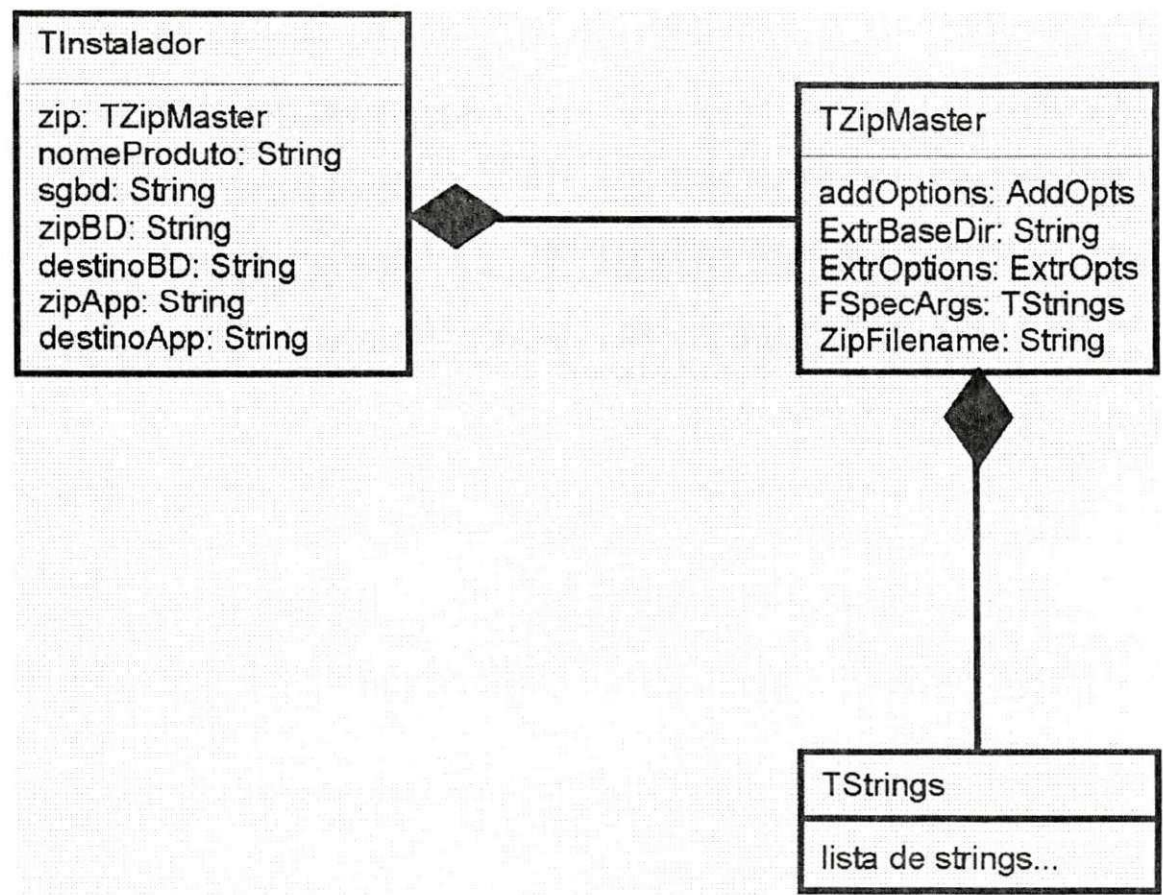 TInstalador
zip: TZipMaster
nomeProduto: String
sgbd: String
zipBD: String
destinoBD: String
zipApp: String
destinoApp: String
TZipMaster
addOptions: AddOpts
ExtrBaseDir: String
ExtrOptions: ExtrOpts
FSpecArgs: TStrings
ZipFilename: String
TStrings
lista de strings...